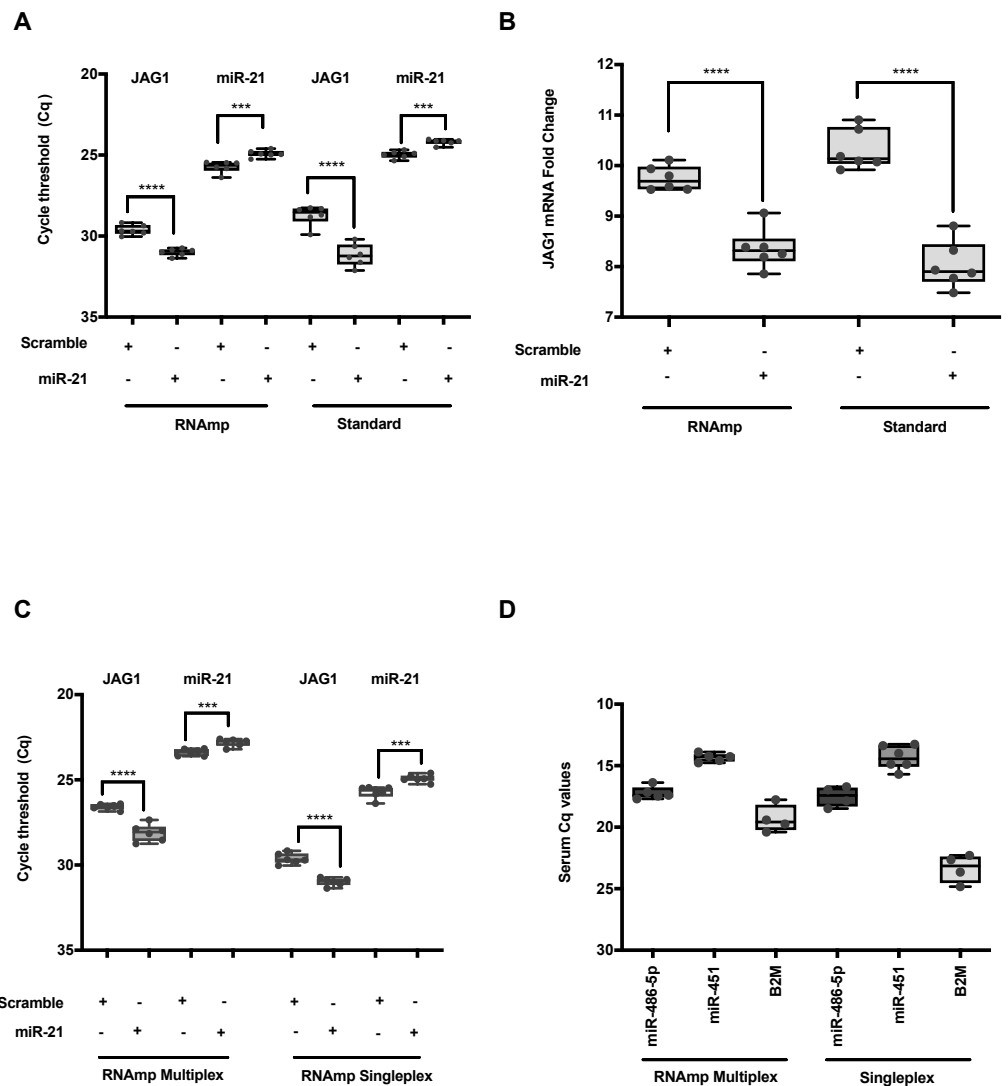 A
JAG1 miR-21 JAG1 miR-21
20
25
30
35
Cycle threshold (Cq)
**** *** **** ***
Scramble + - + - + - + -
miR-21 - + - + - + - +
RNAmp Standard
B
12
11
10
9
8
7
JAG1 mRNA Fold Change
**** ****
Scramble + - + -
miR-21 - + - +
RNAmp Standard
C
JAG1 miR-21 JAG1 miR-21
20
25
30
35
Cycle threshold (Cq)
**** *** **** ***
Scramble + - + - + - + -
miR-21 - + - + - + - +
RNAmp Multiplex RNAmp Singleplex
D
10
15
20
25
30
Serum Cq values
miR-486-5p miR-451 B2M miR-486-5p miR-451 B2M
RNAmp Multiplex Singleplex